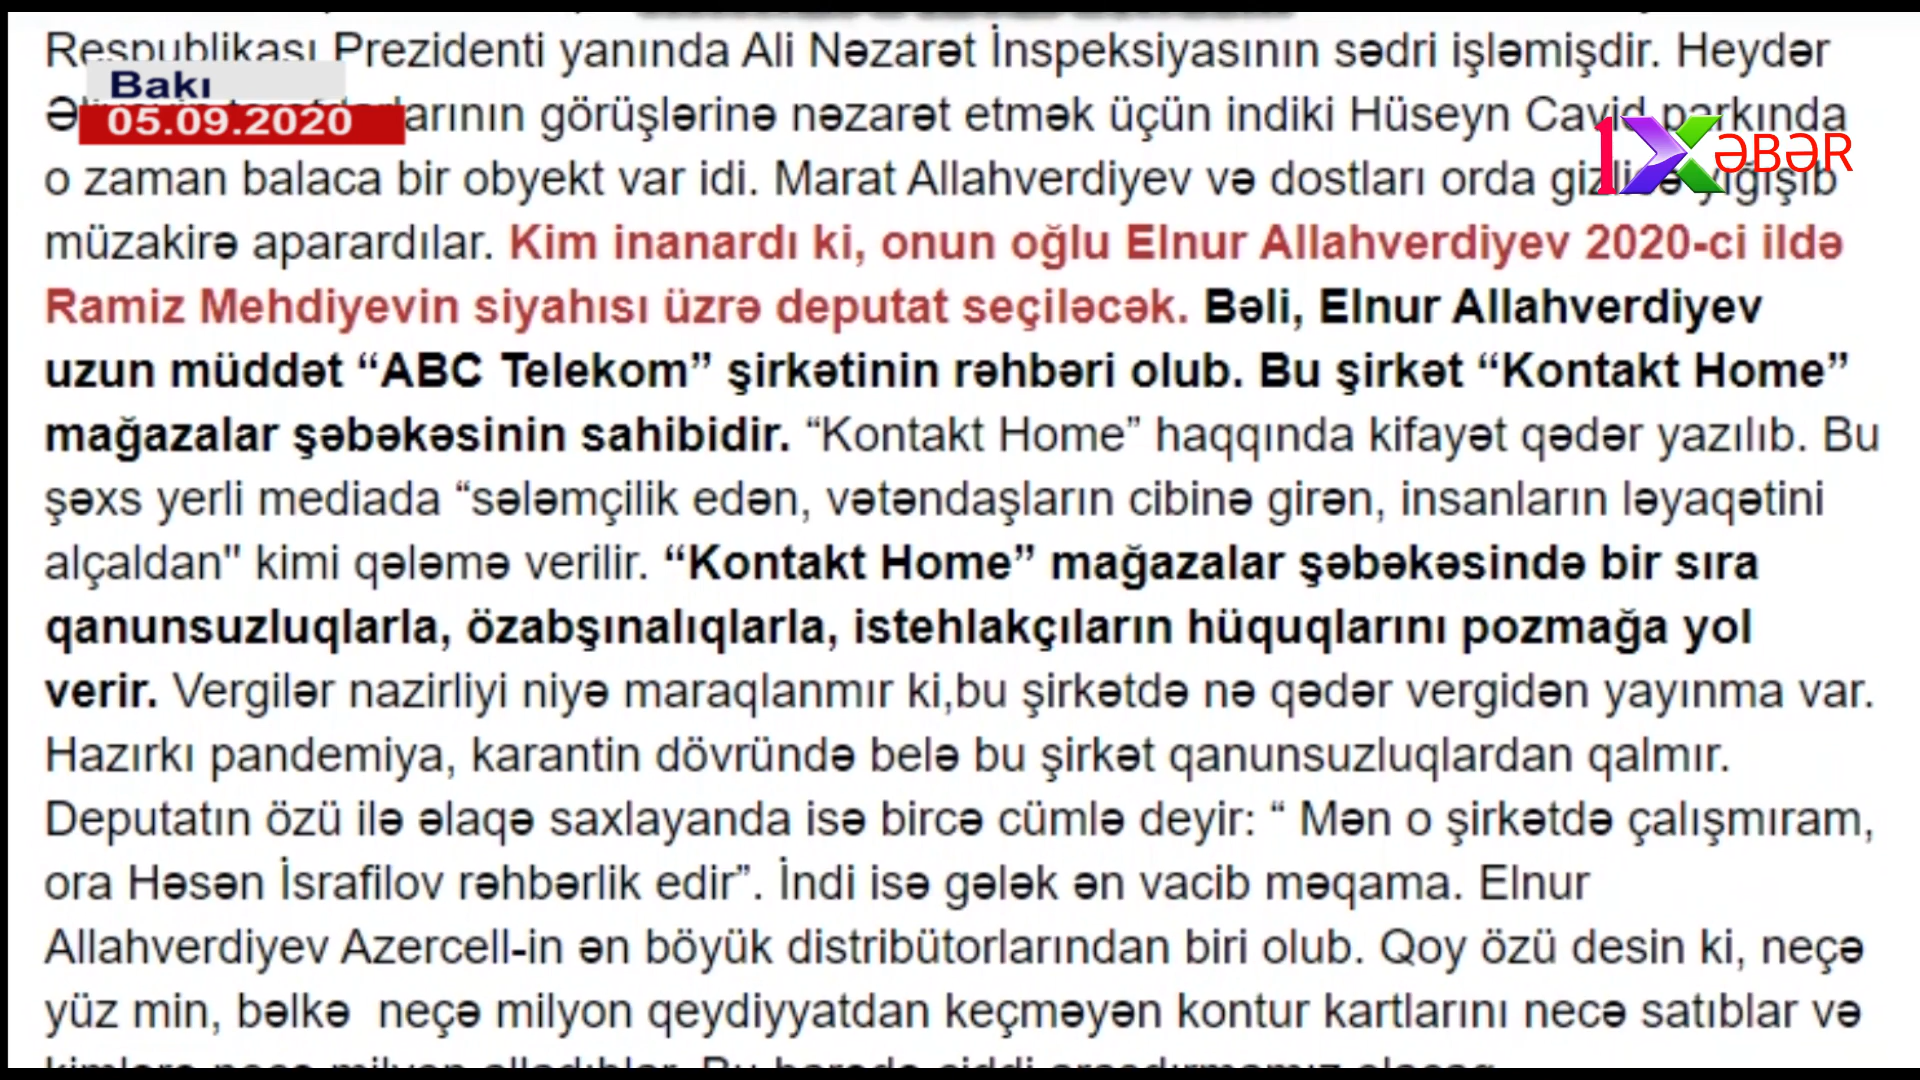 Respublikası Prezidenti yanında Ali Nəzarət İnspeksiyasının sədri işləmişdir. Heydər
Bakı
05.09.2020
görüşlərinə nəzarət etmək üçün indiki Hüseyn Cavid parkında
1XƏBƏR
o zaman balaca bir obyekt var idi. Marat Allahverdiyev və dostları orda gizlicə yığışıb
müzakirə aparardılar. Kim inanardı ki, onun oğlu Elnur Allahverdiyev 2020-ci ildə
Ramiz Mehdiyevin siyahısı üzrə deputat seçiləcək. Bəli, Elnur Allahverdiyev
uzun müddət “ABC Telekom” şirkətinin rəhbəri olub. Bu şirkət “Kontakt Home”
mağazalar şəbəkəsinin sahibidir. “Kontakt Home” haqqında kifayət qədər yazılıb. Bu
şəxs yerli mediada “sələmçilik edən, vətəndaşların cibinə girən, insanların ləyaqətini
alçaldan" kimi qələmə verilir. “Kontakt Home” mağazalar şəbəkəsində bir sıra
qanunsuzluqlarla, özabşınalıqlarla, istehlakçıların hüquqlarını pozmağa yol
verir. Vergilər nazirliyi niyə maraqlanmır ki,bu şirkətdə nə qədər vergidən yayınma var.
Hazırkı pandemiya, karantin dövründə belə bu şirkət qanunsuzluqlardan qalmır.
Deputatın özü ilə əlaqə saxlayanda isə bircə cümlə deyir: “ Mən o şirkətdə çalışmıram,
ora Həsən İsrafilov rəhbərlik edir”. İndi isə gələk ən vacib məqama. Elnur
Allahverdiyev Azercell-in ən böyük distribütorlarından biri olub. Qoy özü desin ki, neçə
yüz min, bəlkə  neçə milyon qeydiyyatdan keçməyən kontur kartlarını necə satıblar və